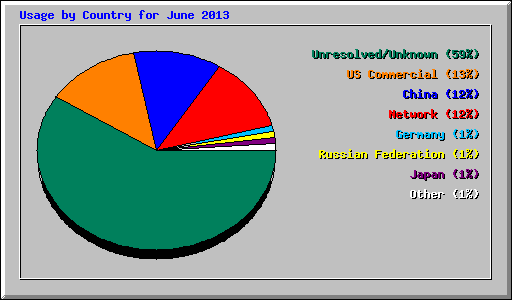 Usage by Country for June 2013
Unresolved/Unknown (59%)
US Commercial (13%)
China (12%)
Network (12%)
Germany (1%)
Russian Federation (1%)
Japan (1%)
Other (1%)